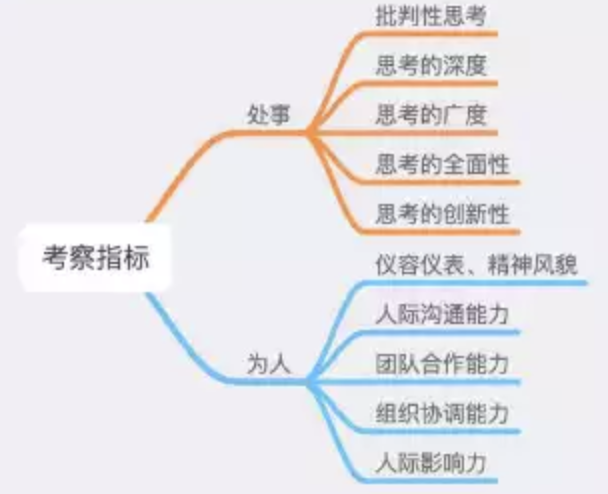 考察指标
处事
批判性思考
思考的深度
思考的广度
思考的全面性
思考的创新性
为人
仪容仪表、精神风貌
人际沟通能力
团队合作能力
组织协调能力
人际影响力